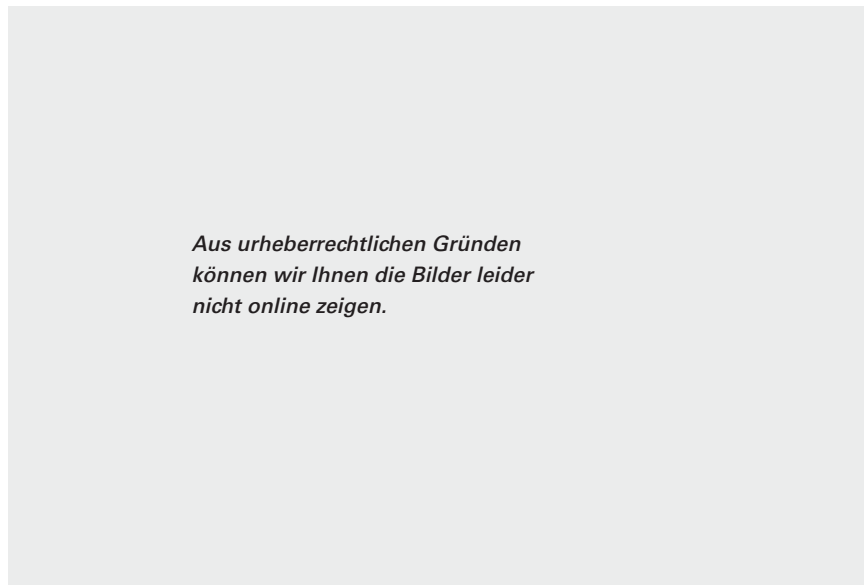 Aus urheberrechtlichen Gründen
können wir Ihnen die Bilder leider
nicht online zeigen.